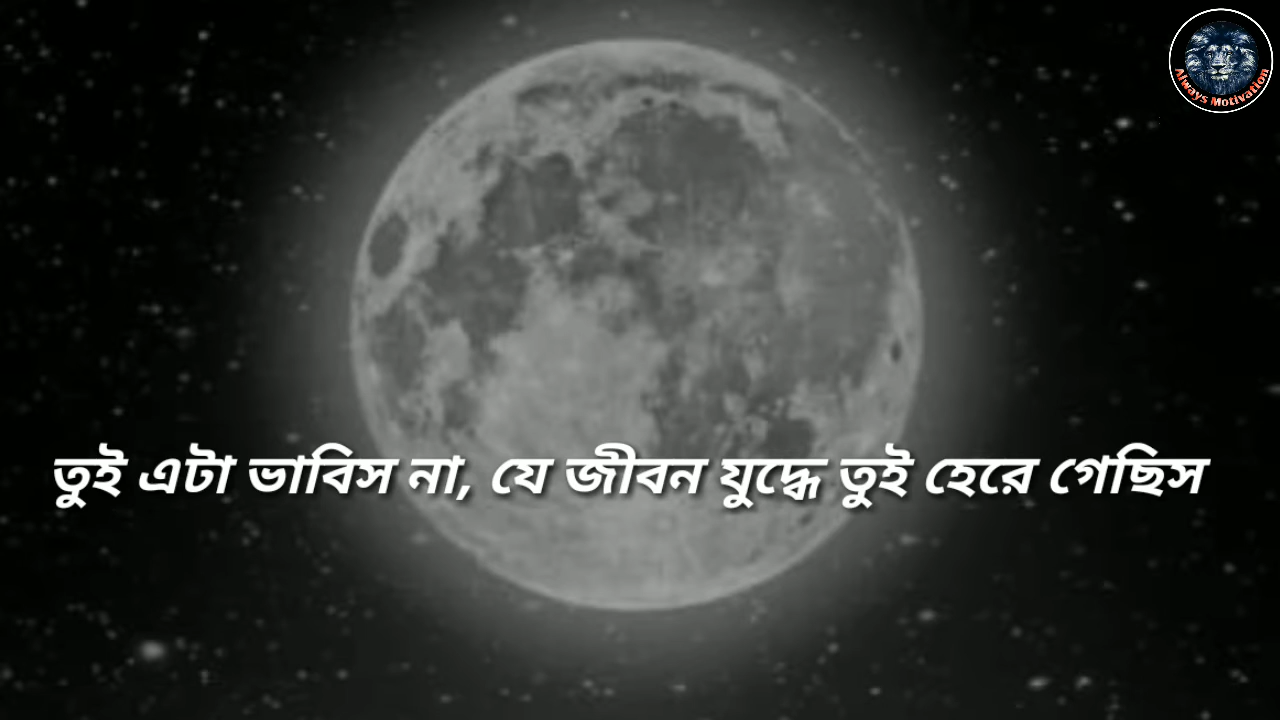 Always Motivation
তুই এটা ভাবিস না, যে জীবন যুদ্ধে তুই হেরে গেছিস